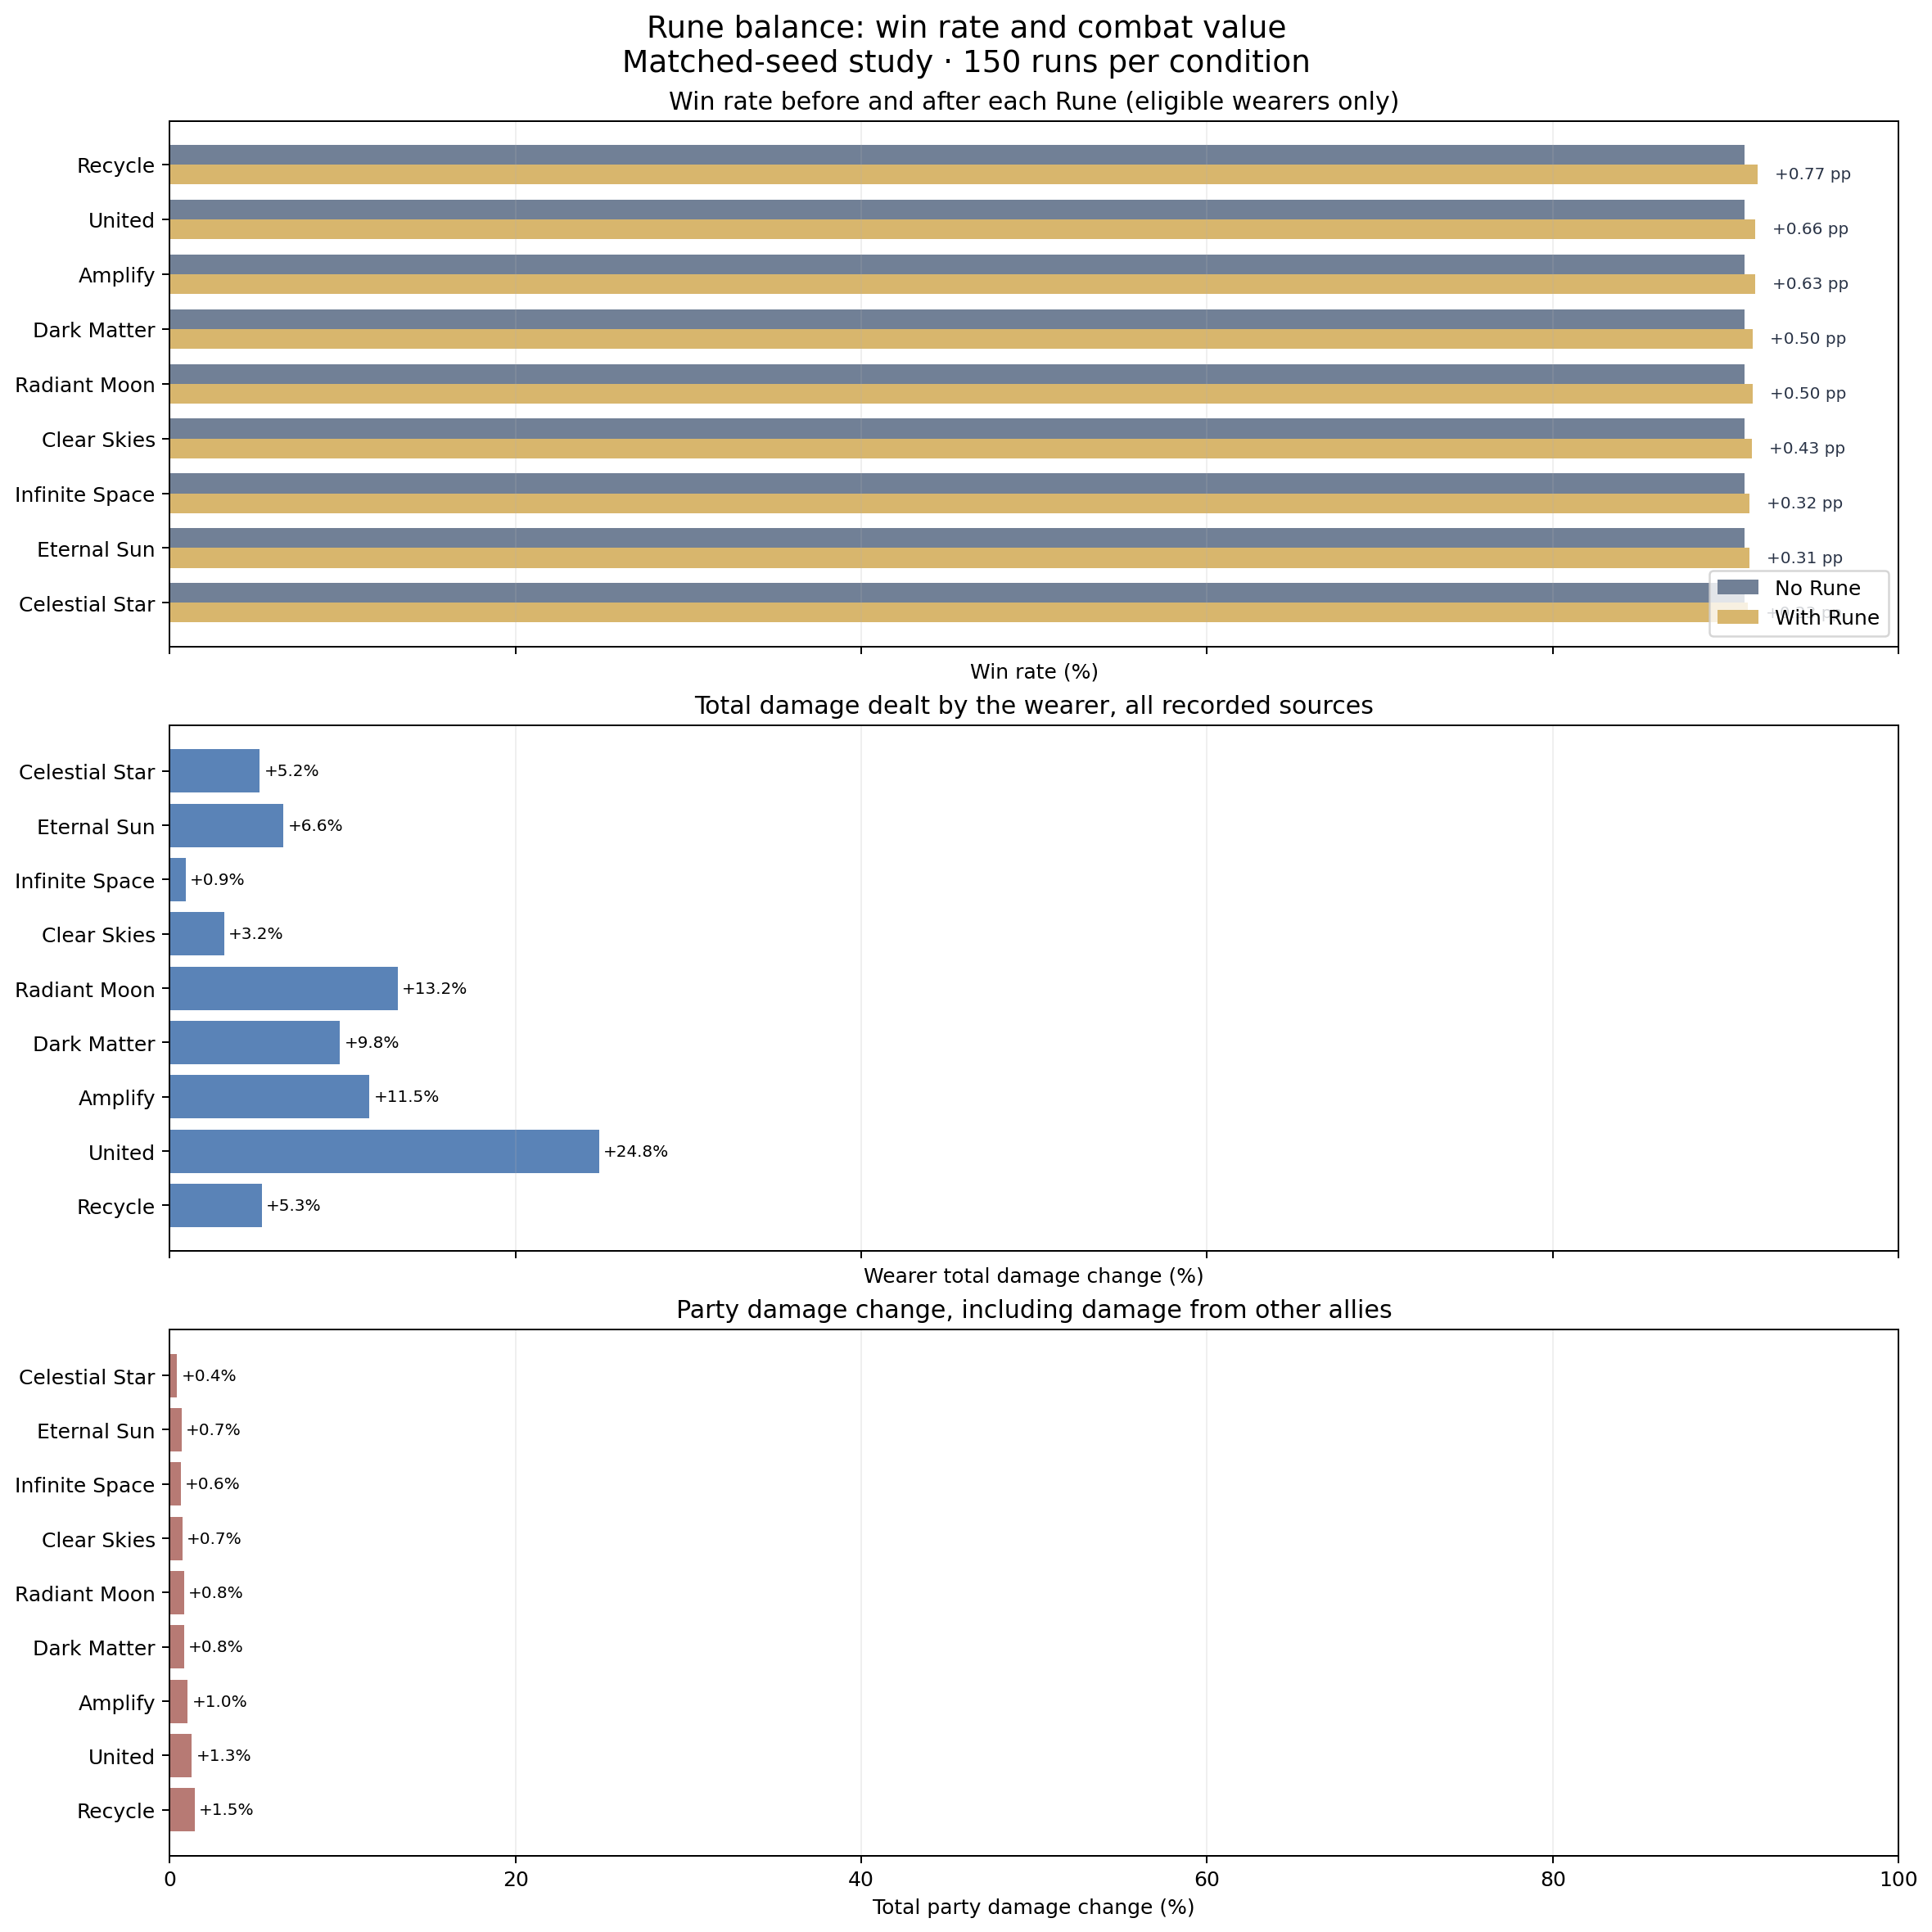 Rune balance: win rate and combat value
Matched-seed study · 150 runs per condition
Win rate before and after each Rune (eligible wearers only)
Recycle
+0.77 pp
United
+0.66 pp
Amplify
+0.63 pp
Dark Matter
+0.50 pp
Radiant Moon
+0.50 pp
Clear Skies
+0.43 pp
Infinite Space
+0.32 pp
Eternal Sun
+0.31 pp
Celestial Star
No Rune
With Rune
Win rate (%)
Total damage dealt by the wearer, all recorded sources
Celestial Star
+5.2%
Eternal Sun
+6.6%
Infinite Space
+0.9%
Clear Skies
+3.2%
Radiant Moon
+13.2%
Dark Matter
+9.8%
Amplify
+11.5%
United
+24.8%
Recycle
+5.3%
Wearer total damage change (%)
Party damage change, including damage from other allies
Celestial Star
+0.4%
Eternal Sun
+0.7%
Infinite Space
+0.6%
Clear Skies
+0.7%
Radiant Moon
+0.8%
Dark Matter
+0.8%
Amplify
+1.0%
United
+1.3%
Recycle
+1.5%
0 20 40 60 80 100
Total party damage change (%)